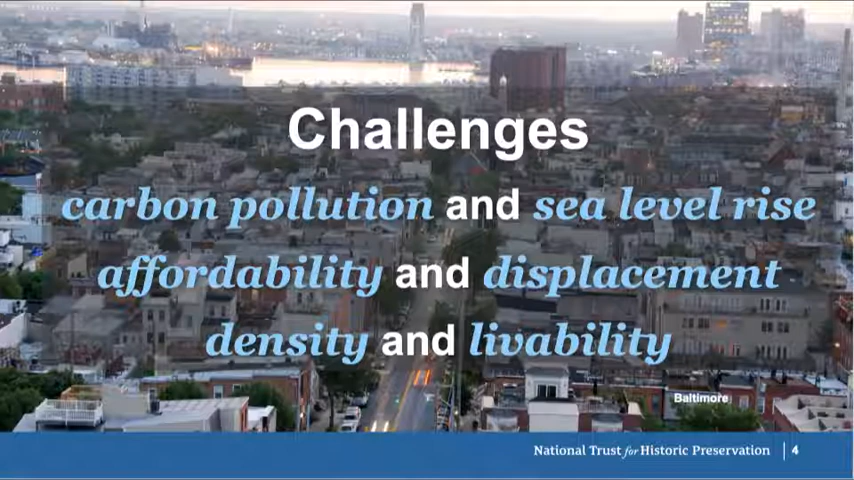 Challenges
carbon pollution and sea level rise
affordability and displacement
density and livability
Baltimore
National Trust for Historic Preservation | 4